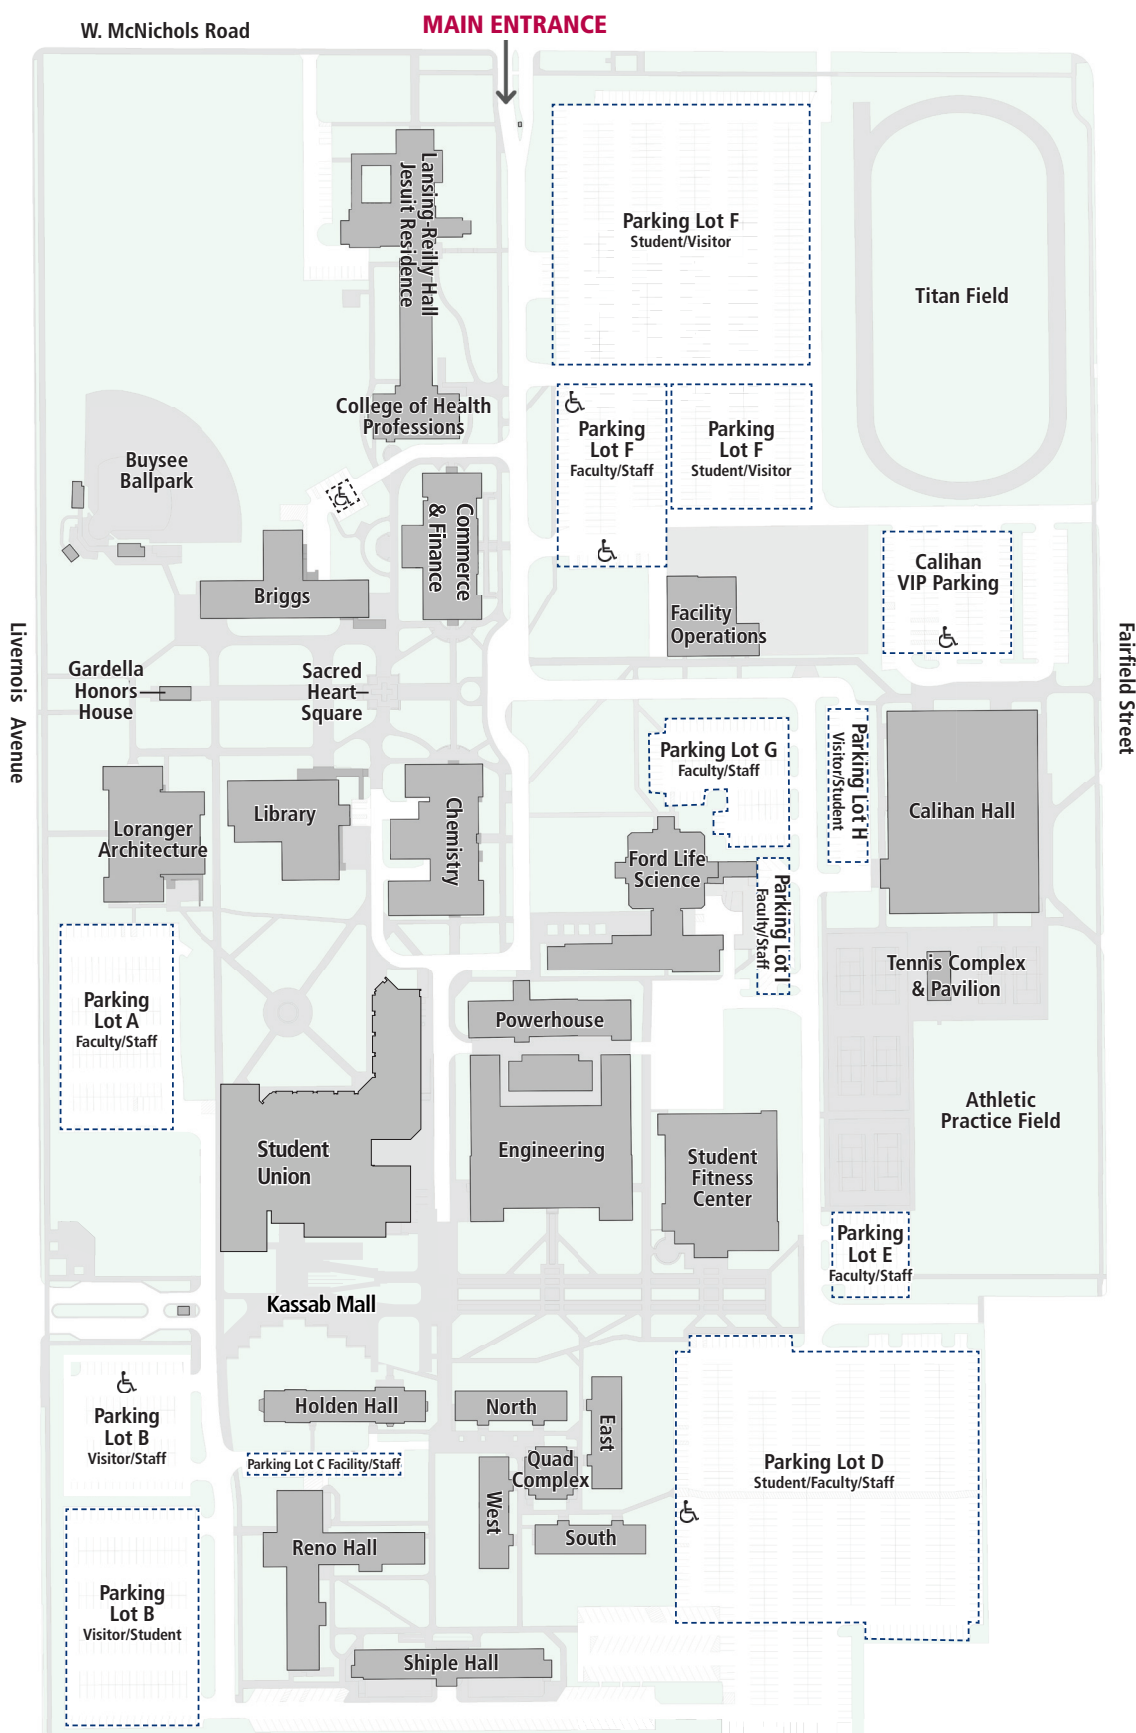 MAIN ENTRANCE
W. McNichols Road
Lansing-Reilly Hall
Jesuit Residence
Parking Lot F
Student/Visitor
Titan Field
College of Health
Professions
Parking
Lot F
Faculty/Staff
Parking
Lot F
Student/Visitor
Buysee
Ballpark
Commerce
& Finance
Calihan
VIP Parking
Briggs
Facility
Operations
Livernois Avenue
Fairfield Street
Gardella
Honors
House
Sacred
Heart
Square
Parking Lot G
Faculty/Staff
Parking Lot H
Visitor/Student
Calihan Hall
Loranger
Architecture
Library
Chemistry
Ford Life
Science
Parking Lot I
Faculty/Staff
Tennis Complex
& Pavilion
Parking
Lot A
Faculty/Staff
Powerhouse
Athletic
Practice Field
Student
Union
Engineering
Student
Fitness
Center
Parking
Lot E
Faculty/Staff
Kassab Mall
Parking
Lot B
Visitor/Staff
Holden Hall
North
East
Parking Lot C Facility/Staff
Quad
Complex
Parking Lot D
Student/Faculty/Staff
West
South
Reno Hall
Parking
Lot B
Visitor/Student
Shiple Hall